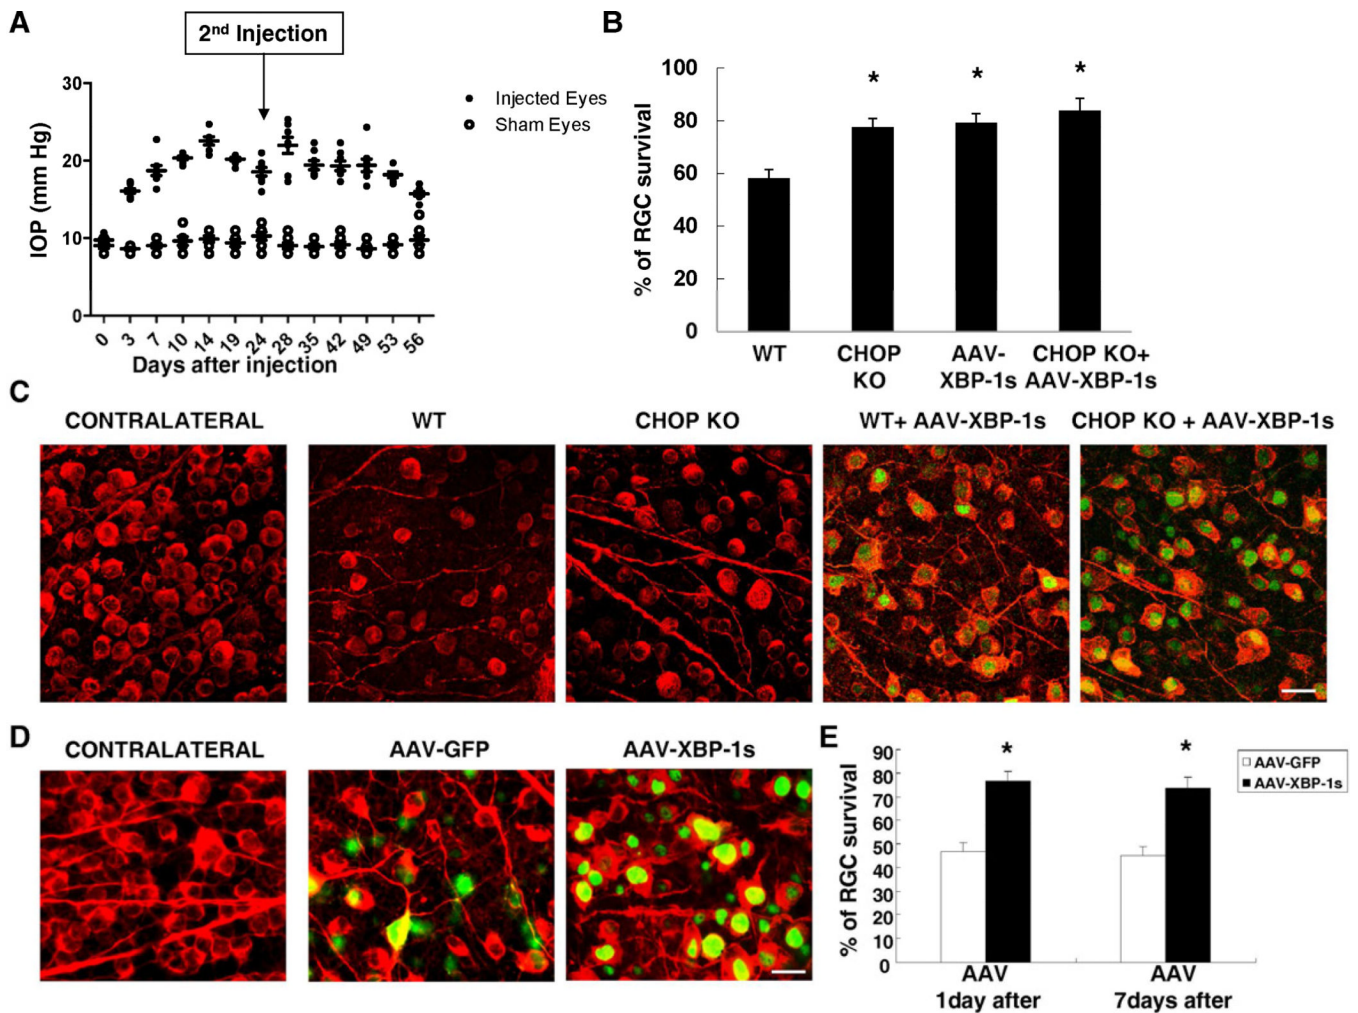 A
2nd Injection
IOP (mm Hg)
30
20
10
0
0 3 7 10 14 19 24 28 35 42 49 53 56
Days after injection
Injected Eyes
Sham Eyes
B
% of RGC survival
100
80
60
40
20
0
* * *
WT
CHOP
KO
AAV-
XBP-1s
CHOP KO+
AAV-XBP-1s
C
CONTRALATERAL
WT
CHOP KO
WT+ AAV-XBP-1s
CHOP KO + AAV-XBP-1s
D
CONTRALATERAL
AAV-GFP
AAV-XBP-1s
E
% of RGC survival
90
80
70
60
50
40
30
20
10
0
* *
AAV
1day after
AAV
7days after
AAV-GFP
AAV-XBP-1s